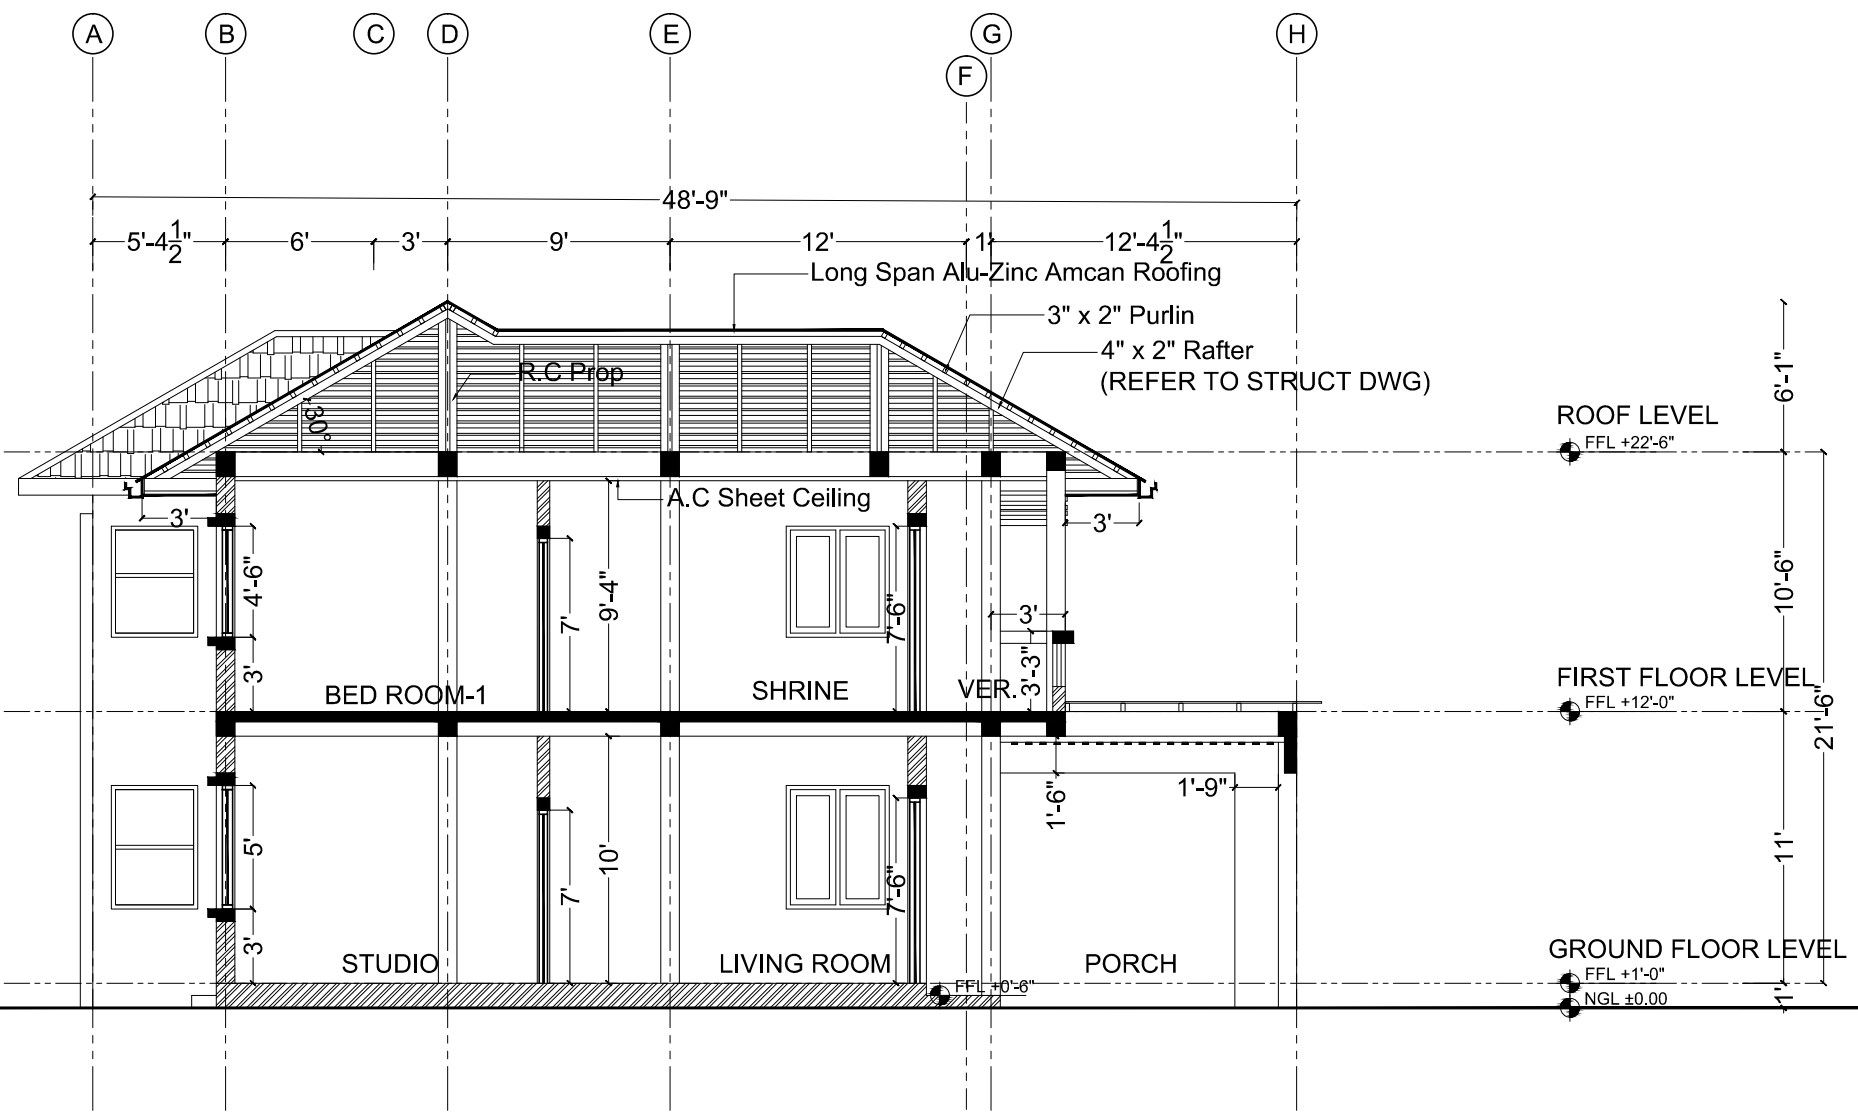 A
B
C
D
E
F
G
H
48'-9"
5'-4 1/2"
6'
3'
9'
12'
1'
12'-4 1/2"
Long Span Alu-Zinc Amcan Roofing
3" x 2" Purlin
4" x 2" Rafter
(REFER TO STRUCT DWG)
R.C Prop
30°
6'-1"
ROOF LEVEL
FFL +22'-6"
A.C Sheet Ceiling
3'
3'
4'-6"
7'
9'-4"
7'-6"
3'
3'-3"
10'-6"
3'
BED ROOM-1
SHRINE
VER.
FIRST FLOOR LEVEL
FFL +12'-0"
21'-6"
1'-6"
1'-9"
5'
7'
10'
7'-6"
11'
3'
STUDIO
LIVING ROOM
PORCH
GROUND FLOOR LEVEL
FFL +1'-0"
FFL +0'-6"
NGL ±0.00
1'